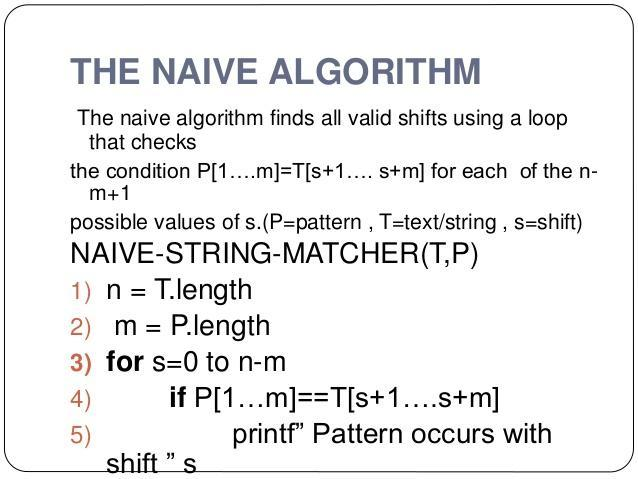 THE NAIVE ALGORITHM
The naive algorithm finds all valid shifts using a loop
that checks
the condition P[1….m]=T[s+1…. s+m] for each of the n-
m+1
possible values of s.(P=pattern , T=text/string , s=shift)
NAIVE-STRING-MATCHER(T,P)
1) n = T.length
2) m = P.length
3) for s=0 to n-m
4) if P[1…m]==T[s+1….s+m]
5) printf” Pattern occurs with
shift ” s